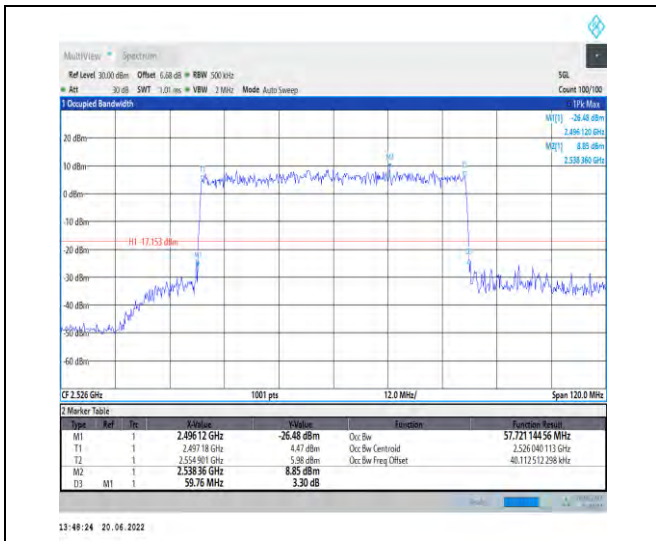 MultiView Spectrum
Ref Level 30.00 dBm Offset 6.68 dB RBW 500 kHz SGL
Att 30 dB SWT 1.01 ms VBW 2 MHz Mode Auto Sweep Count 100/100
1 Occupied Bandwidth 1Pk Max
M1[1] -26.48 dBm
2.496 120 GHz
M2[1] 8.85 dBm
2.538 360 GHz
20 dBm
10 dBm
0 dBm
-10 dBm
H1 -17.153 dBm
-20 dBm
-30 dBm
-40 dBm
-50 dBm
-60 dBm
M2
CF 2.526 GHz 1001 pts 12.0 MHz/ Span 120.0 MHz
2 Marker Table
Type Ref Trc X-Value Y-Value Function Function Result
M1 1 2.496 12 GHz -26.48 dBm Occ Bw 57.721 144 56 MHz
T1 1 2.497 18 GHz 4.47 dBm Occ Bw Centroid 2.526 040 113 GHz
T2 1 2.554 901 GHz 5.98 dBm Occ Bw Freq Offset 40.112 512 298 kHz
M2 1 2.538 36 GHz 8.85 dBm
D3 M1 1 59.76 MHz 3.30 dB
13:48:24 20.06.2022